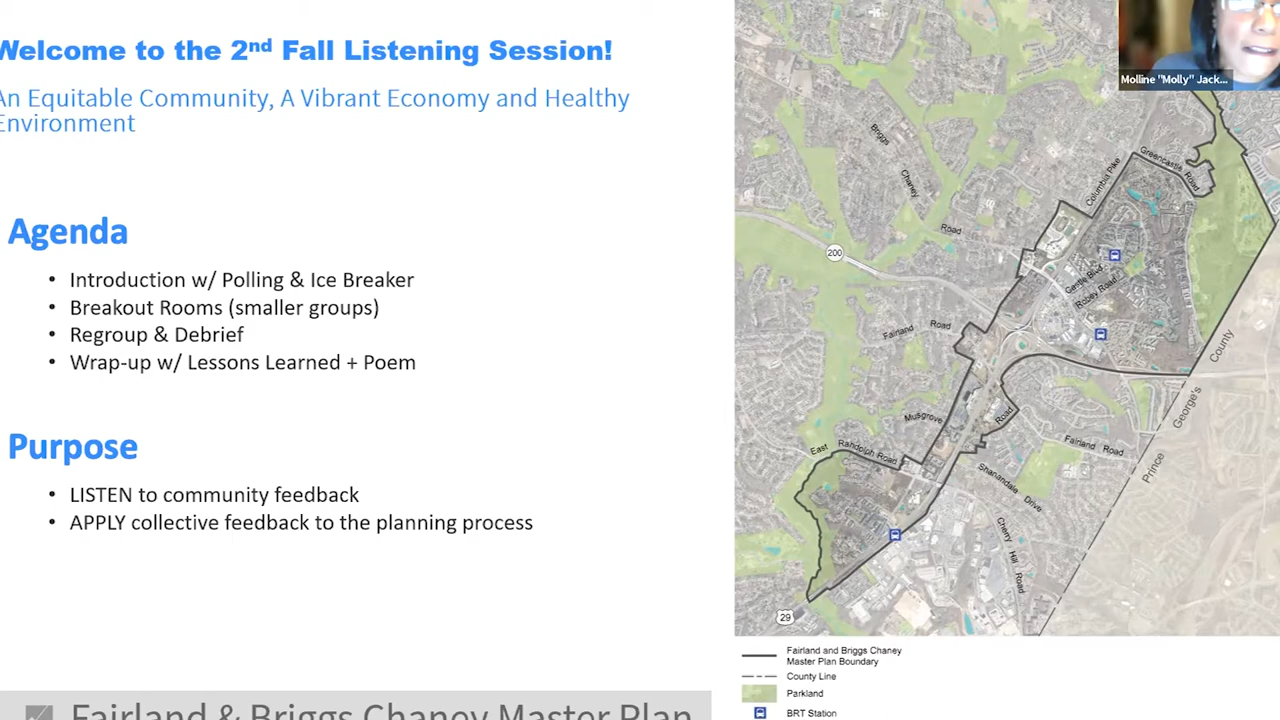 Welcome to the 2nd Fall Listening Session!
An Equitable Community, A Vibrant Economy and Healthy
Environment
Agenda
• Introduction w/ Polling & Ice Breaker
• Breakout Rooms (smaller groups)
• Regroup & Debrief
• Wrap-up w/ Lessons Learned + Poem
Purpose
• LISTEN to community feedback
• APPLY collective feedback to the planning process
Fairland & Briggs Chaney Master Plan
Molline "Molly" Jack...
Greencastle Road
Columbia Pike
Briggs
Chaney
Road
200
Gentle Blvd
Robey Road
Fairland Road
County
George's
Prince
Musgrove
Road
East Randolph Road
Fairland Road
Shanandale Drive
Cherry Hill Road
29
Fairland and Briggs Chaney
Master Plan Boundary
County Line
Parkland
BRT Station